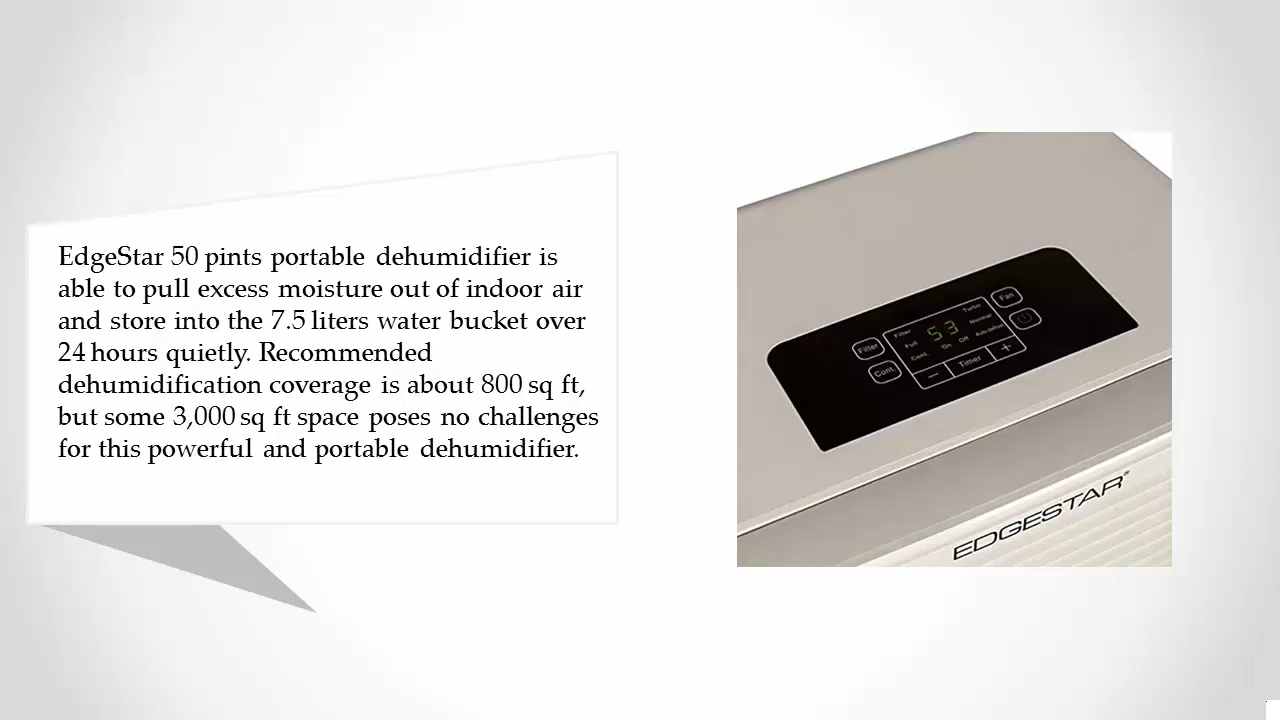 EdgeStar 50 pints portable dehumidifier is
able to pull excess moisture out of indoor air
and store into the 7.5 liters water bucket over
24 hours quietly. Recommended
dehumidification coverage is about 800 sq ft,
but some 3,000 sq ft space poses no challenges
for this powerful and portable dehumidifier.
Filter
Cont.
Filter
Full
Cont.
53
On
Off
Turbo
Normal
Auto defrost
Fan
−
Timer
+
EDGESTAR